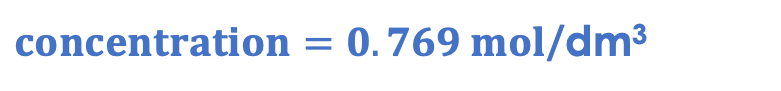 concentration = 0.769 mol/dm³